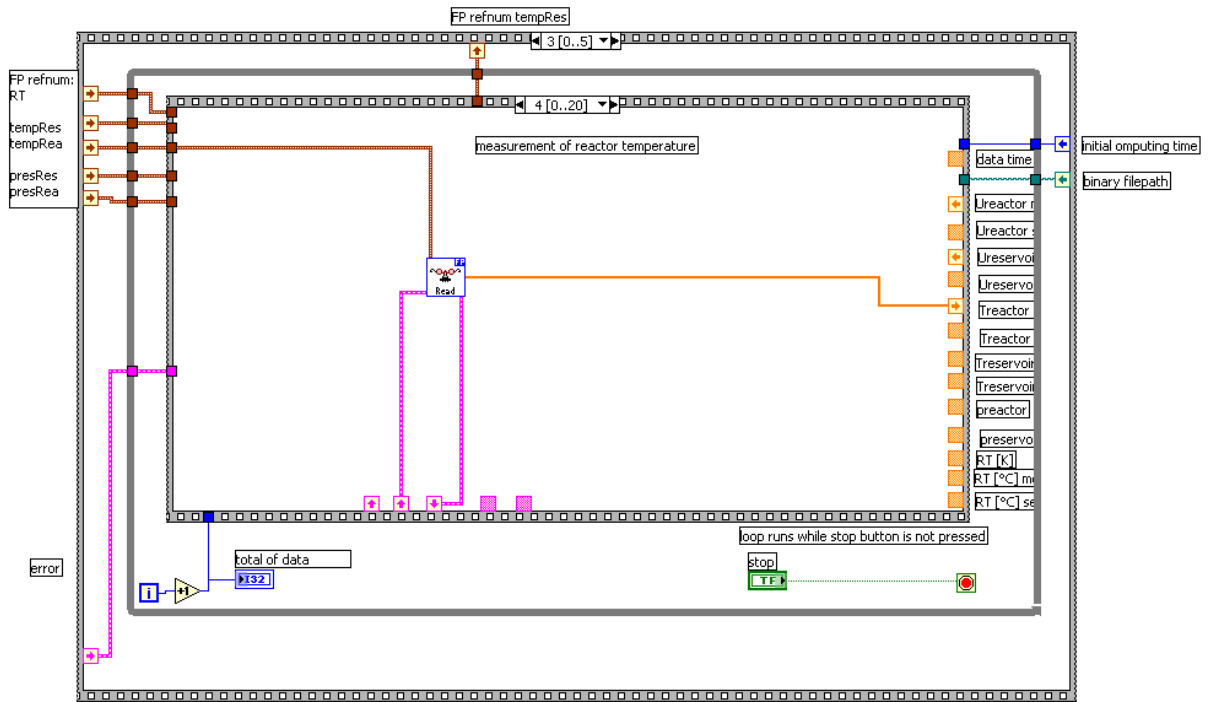 FP refnum tempRes
3 [0..5]
FP refnum:
RT
tempRes
tempRea
presRes
presRea
4 [0..20]
measurement of reactor temperature
initial omputing time
data time
binary filepath
Ureactor
Ureactor
Ureservoi
Ureservo
Treactor
Treactor
Treservoir
Treservoir
preactor
preservo
RT [K]
RT [°C]
RT [°C] se
FP
Read
loop runs while stop button is not pressed
total of data
stop
error
I32
TF
i
+1